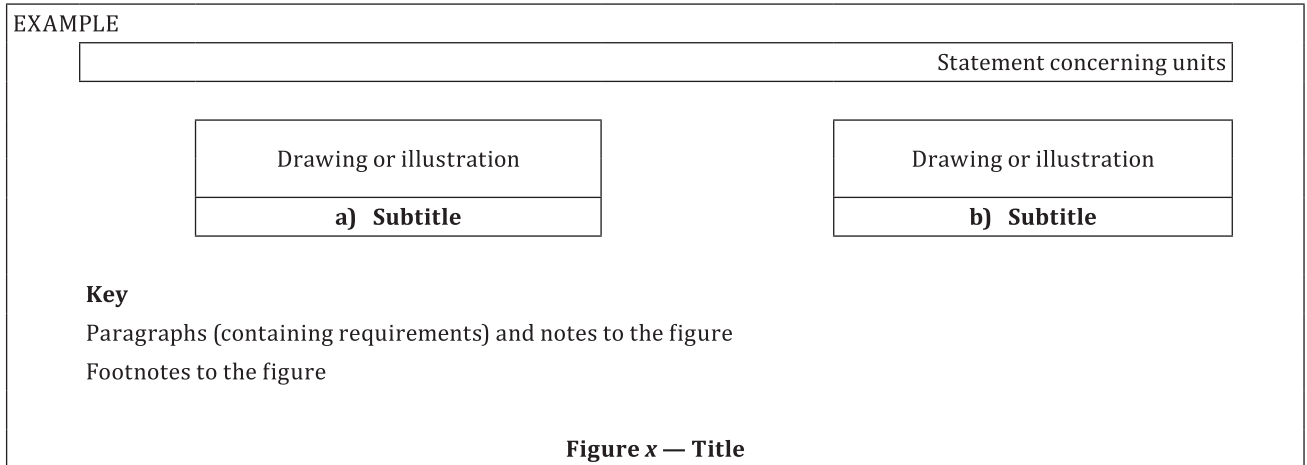 EXAMPLE
Statement concerning units
Drawing or illustration
a) Subtitle
Drawing or illustration
b) Subtitle
Key
Paragraphs (containing requirements) and notes to the figure
Footnotes to the figure
Figure x — Title